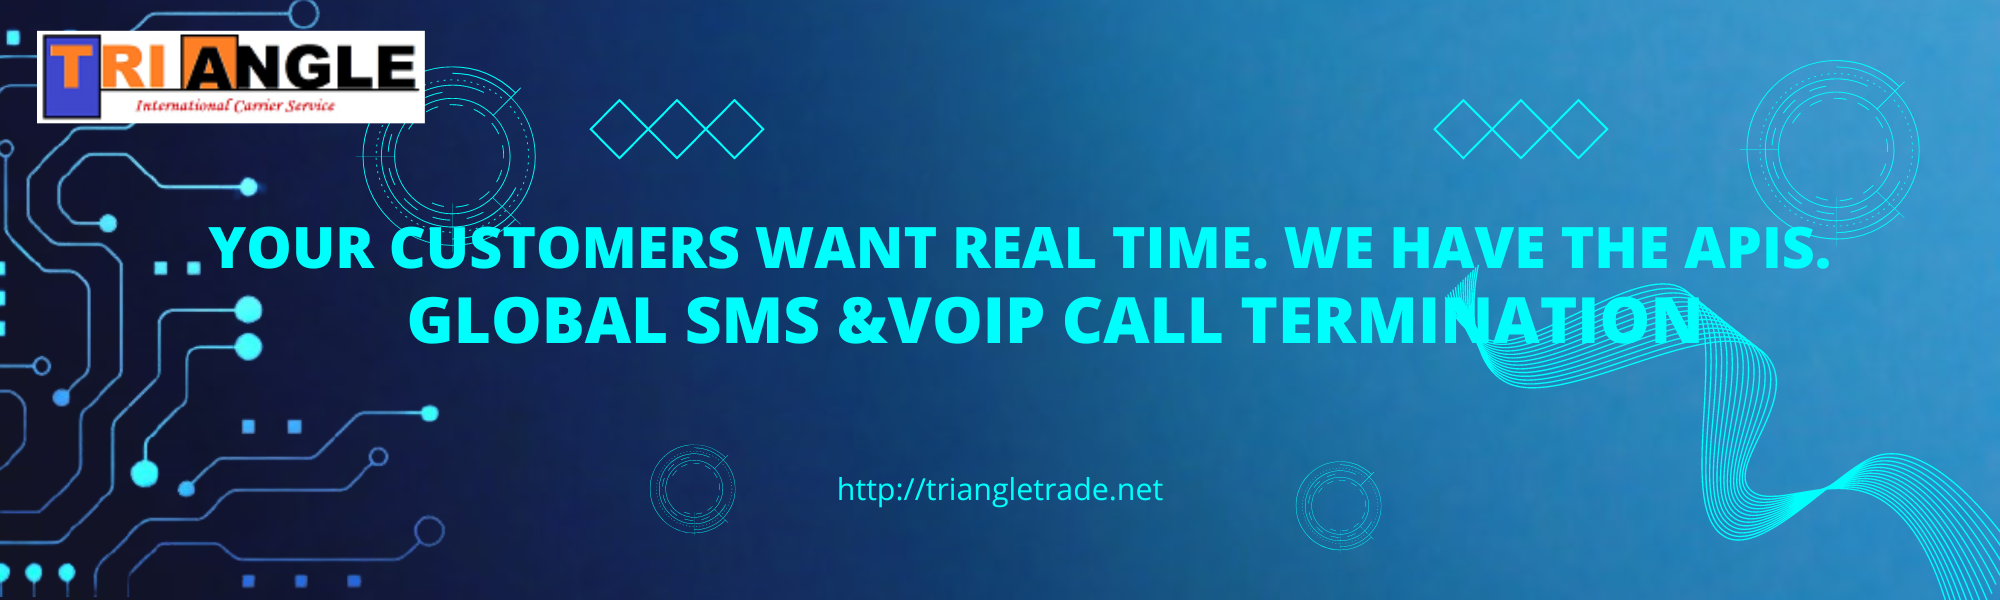 TRIANGLE
International Carrier Service
YOUR CUSTOMERS WANT REAL TIME. WE HAVE THE APIS.
GLOBAL SMS &VOIP CALL TERMINATION
http://triangletrade.net